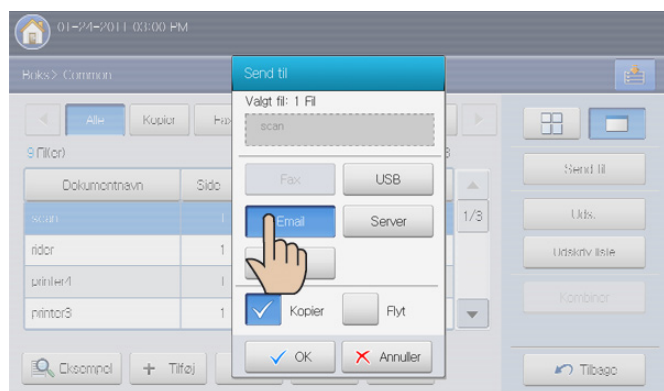 01-24-2011 03:00 PM
Boks> Common
Send til
Valgt fil: 1 Fil
scan
Alle
Kopier
Fax
9 Fil(er)
Dokumentnavn
Side
scan 1
ridor 1
printer4 1
printer3 1
Fax
USB
Email
Server
Kopier
Flyt
OK
Annuller
1/3
Send til
Uds.
Udskriv liste
Kombiner
Eksempel
+ Tilføj
Tilbage